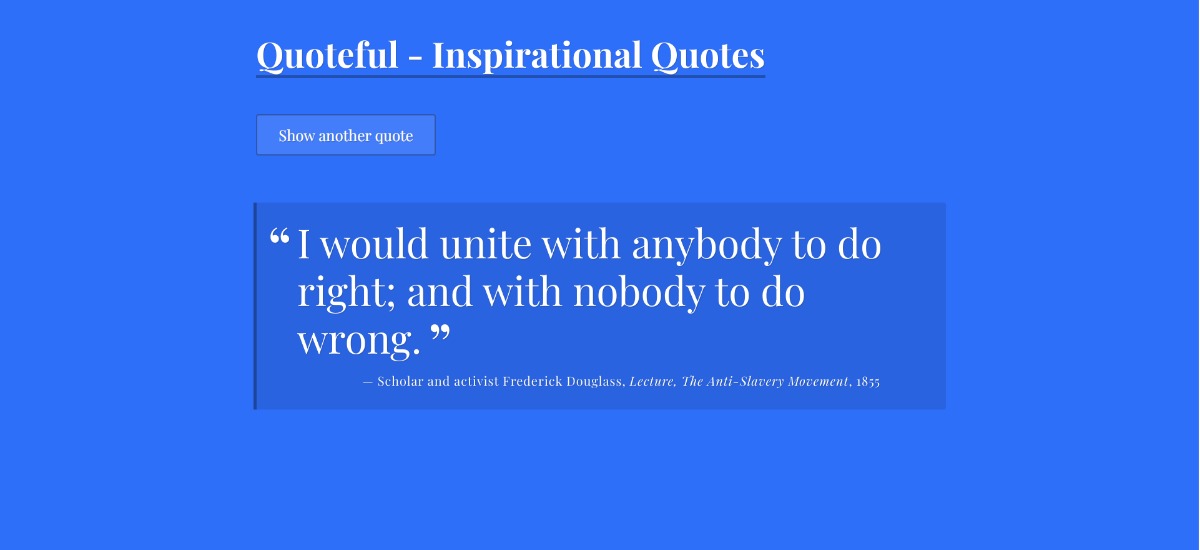 Quoteful - Inspirational Quotes
Show another quote
“ I would unite with anybody to do
right; and with nobody to do
wrong. ”
— Scholar and activist Frederick Douglass, Lecture, The Anti-Slavery Movement, 1855